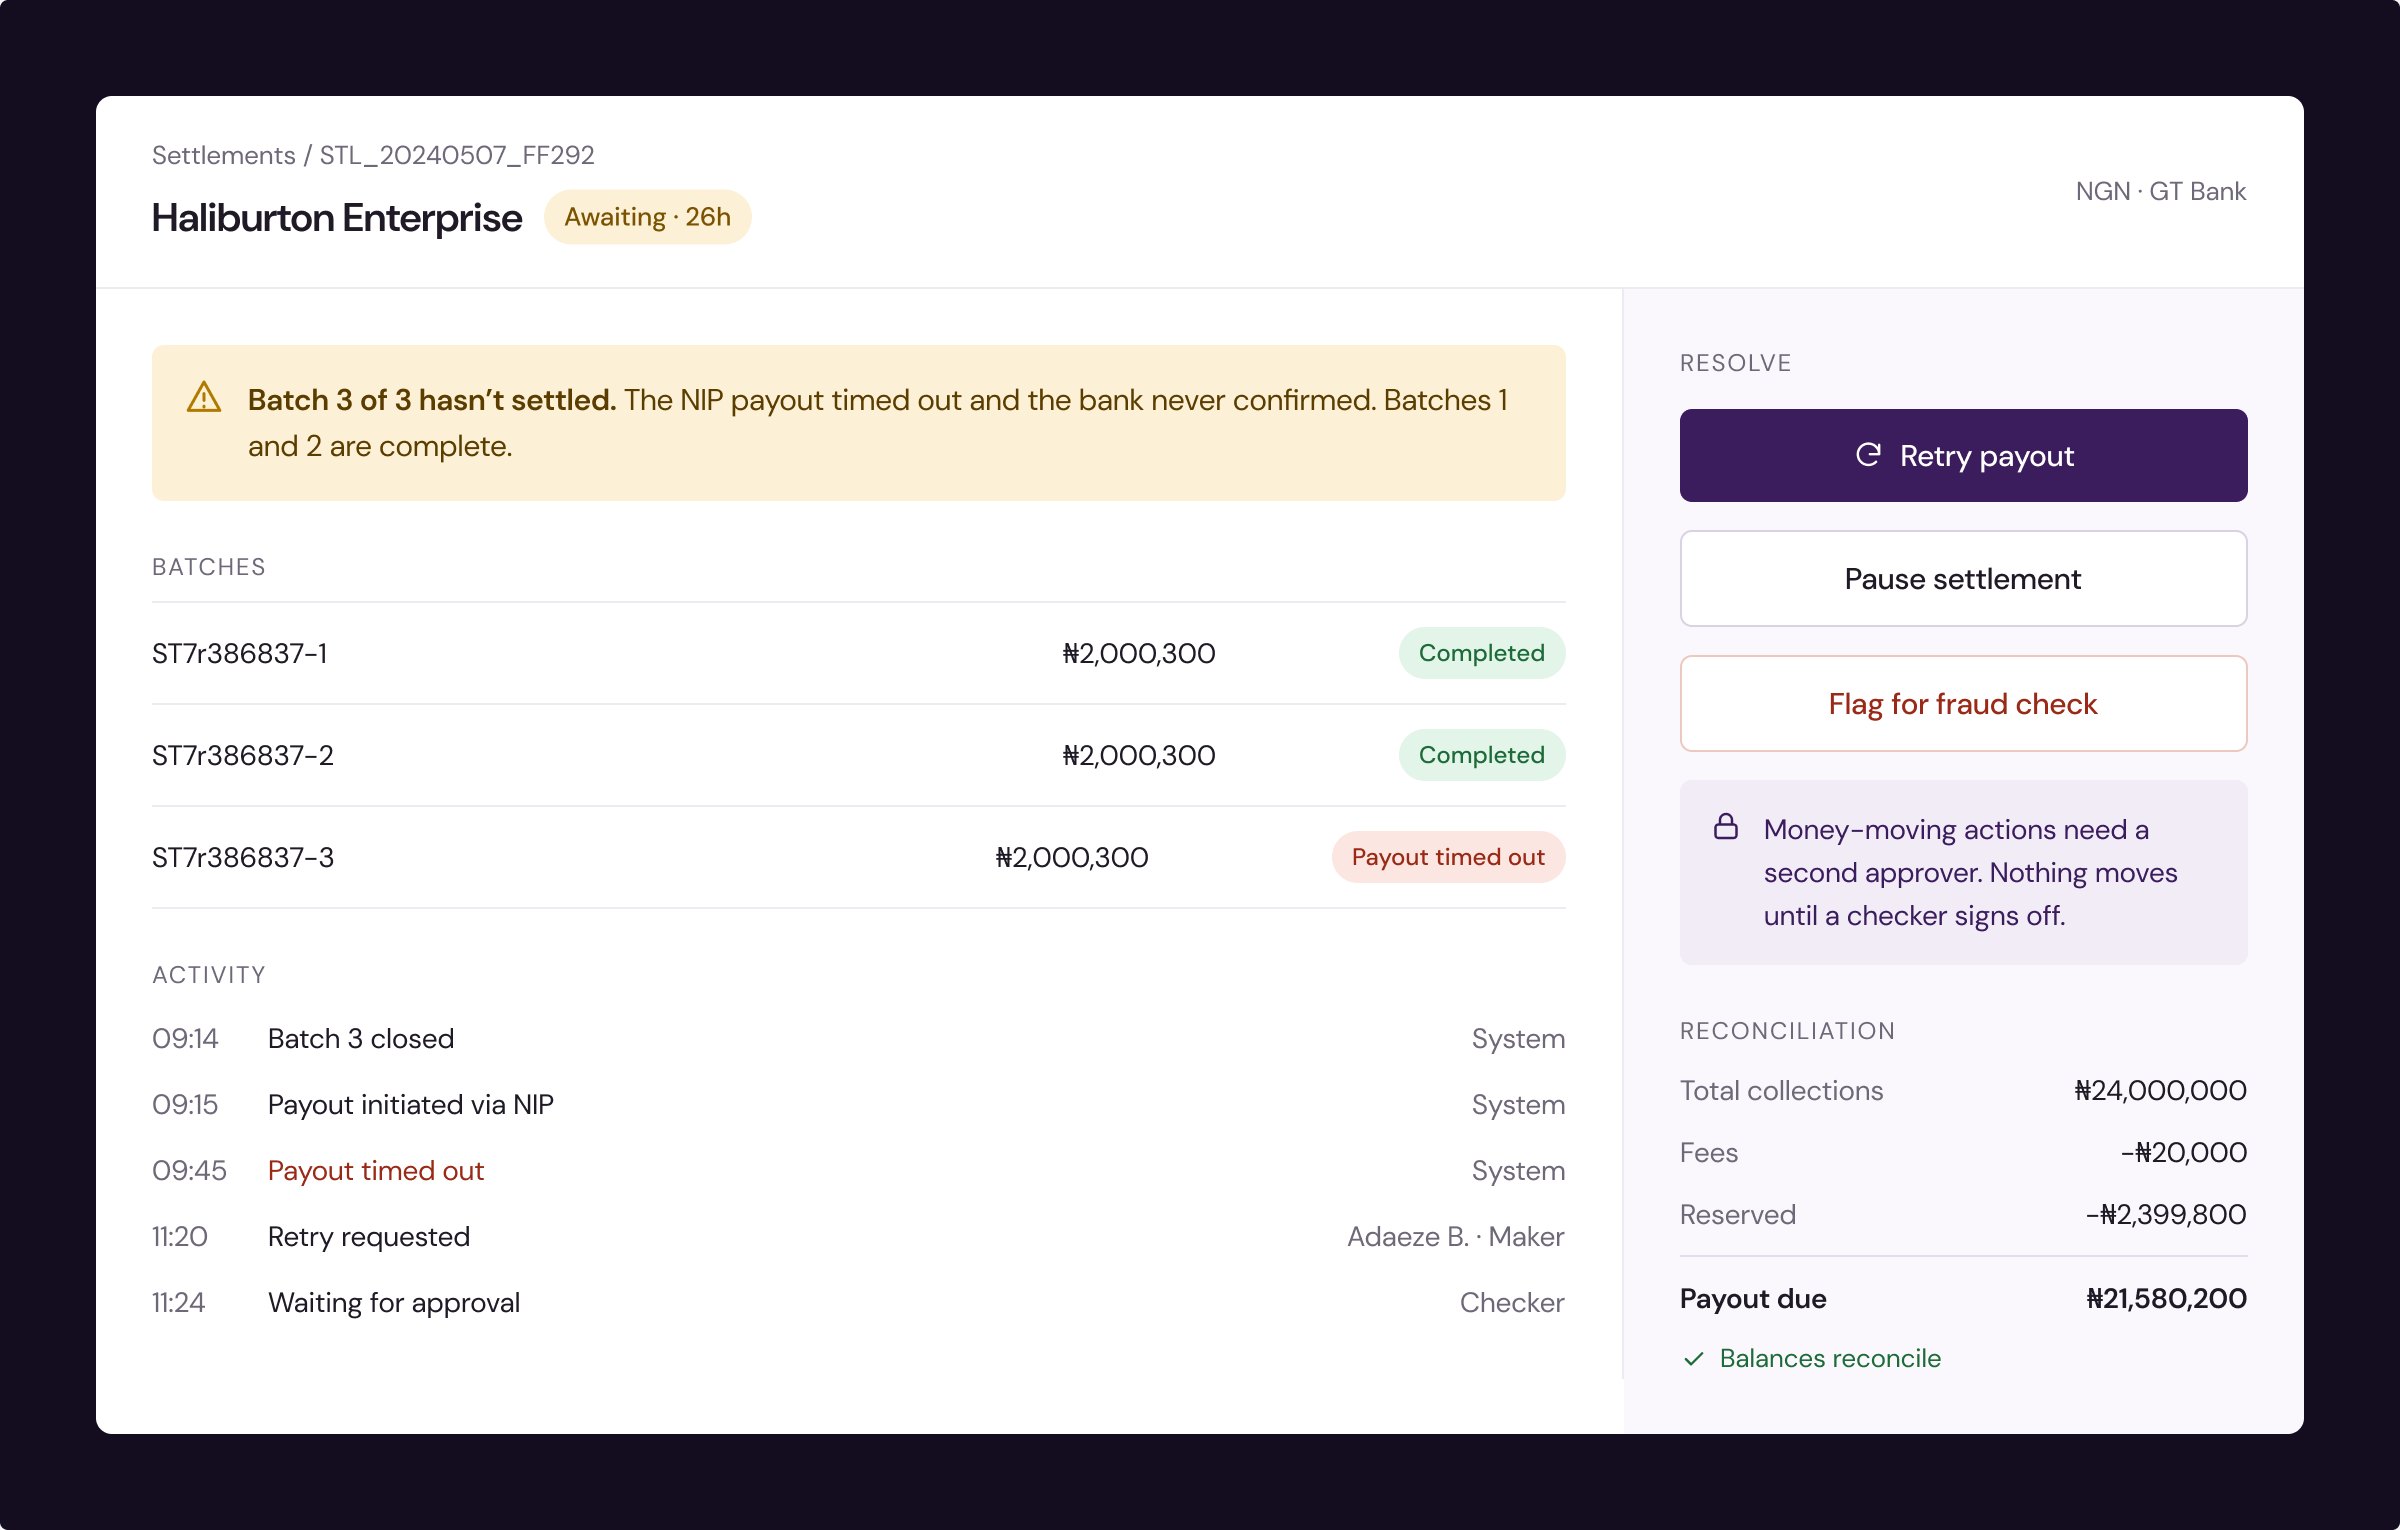 Settlements / STL_20240507_FF292
Haliburton Enterprise
Awaiting · 26h
NGN · GT Bank
Batch 3 of 3 hasn’t settled. The NIP payout timed out and the bank never confirmed. Batches 1
and 2 are complete.
BATCHES
ST7r386837-1 ₦2,000,300 Completed
ST7r386837-2 ₦2,000,300 Completed
ST7r386837-3 ₦2,000,300 Payout timed out
ACTIVITY
09:14 Batch 3 closed System
09:15 Payout initiated via NIP System
09:45 Payout timed out System
11:20 Retry requested Adaeze B. · Maker
11:24 Waiting for approval Checker
RESOLVE
Retry payout
Pause settlement
Flag for fraud check
Money-moving actions need a
second approver. Nothing moves
until a checker signs off.
RECONCILIATION
Total collections ₦24,000,000
Fees -₦20,000
Reserved -₦2,399,800
Payout due ₦21,580,200
Balances reconcile